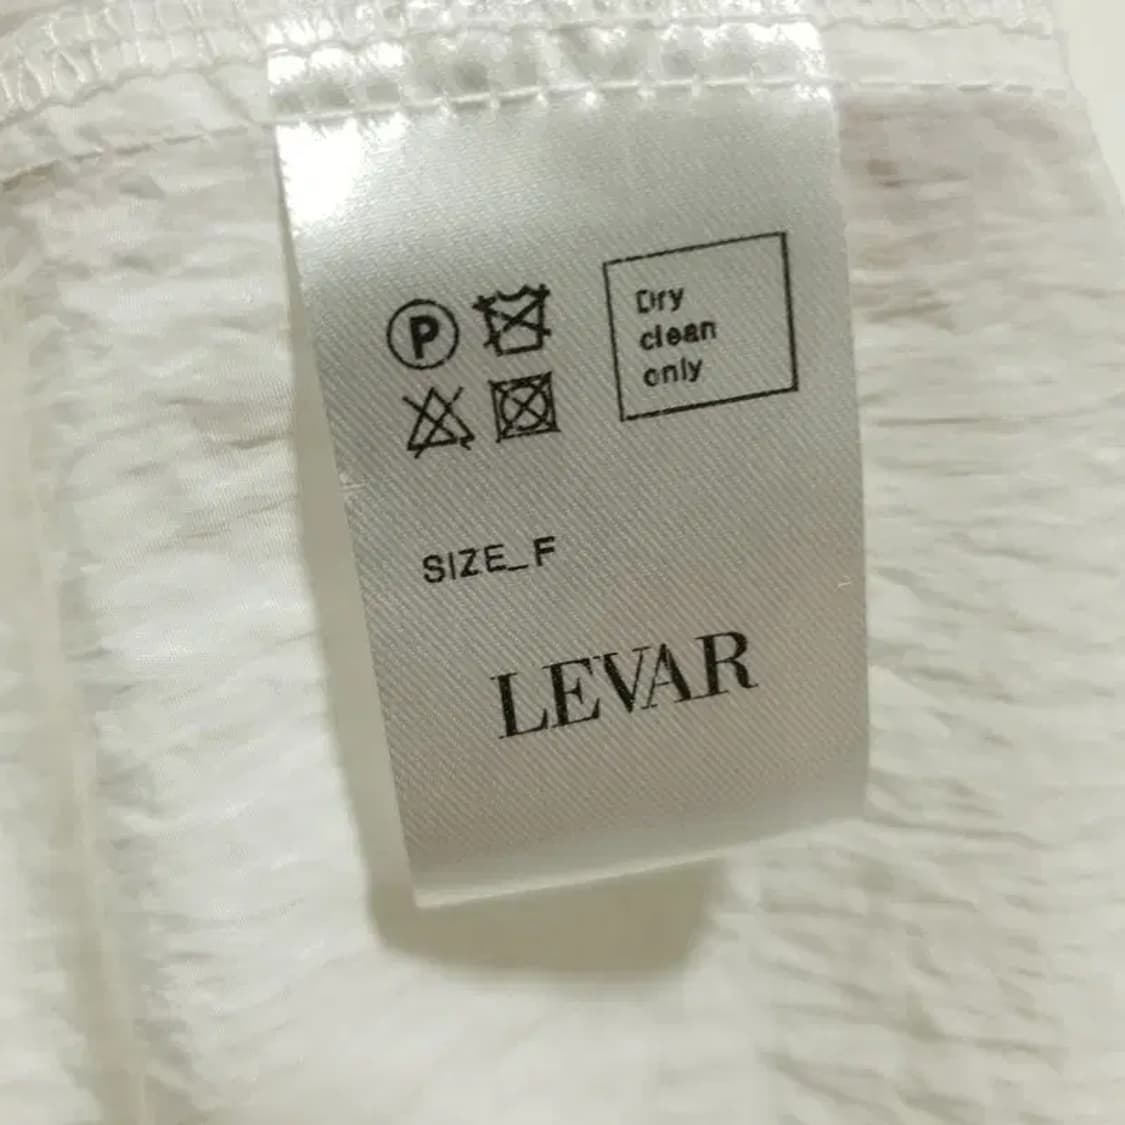 P
Dry
clean
only
SIZE_F
LEVAR